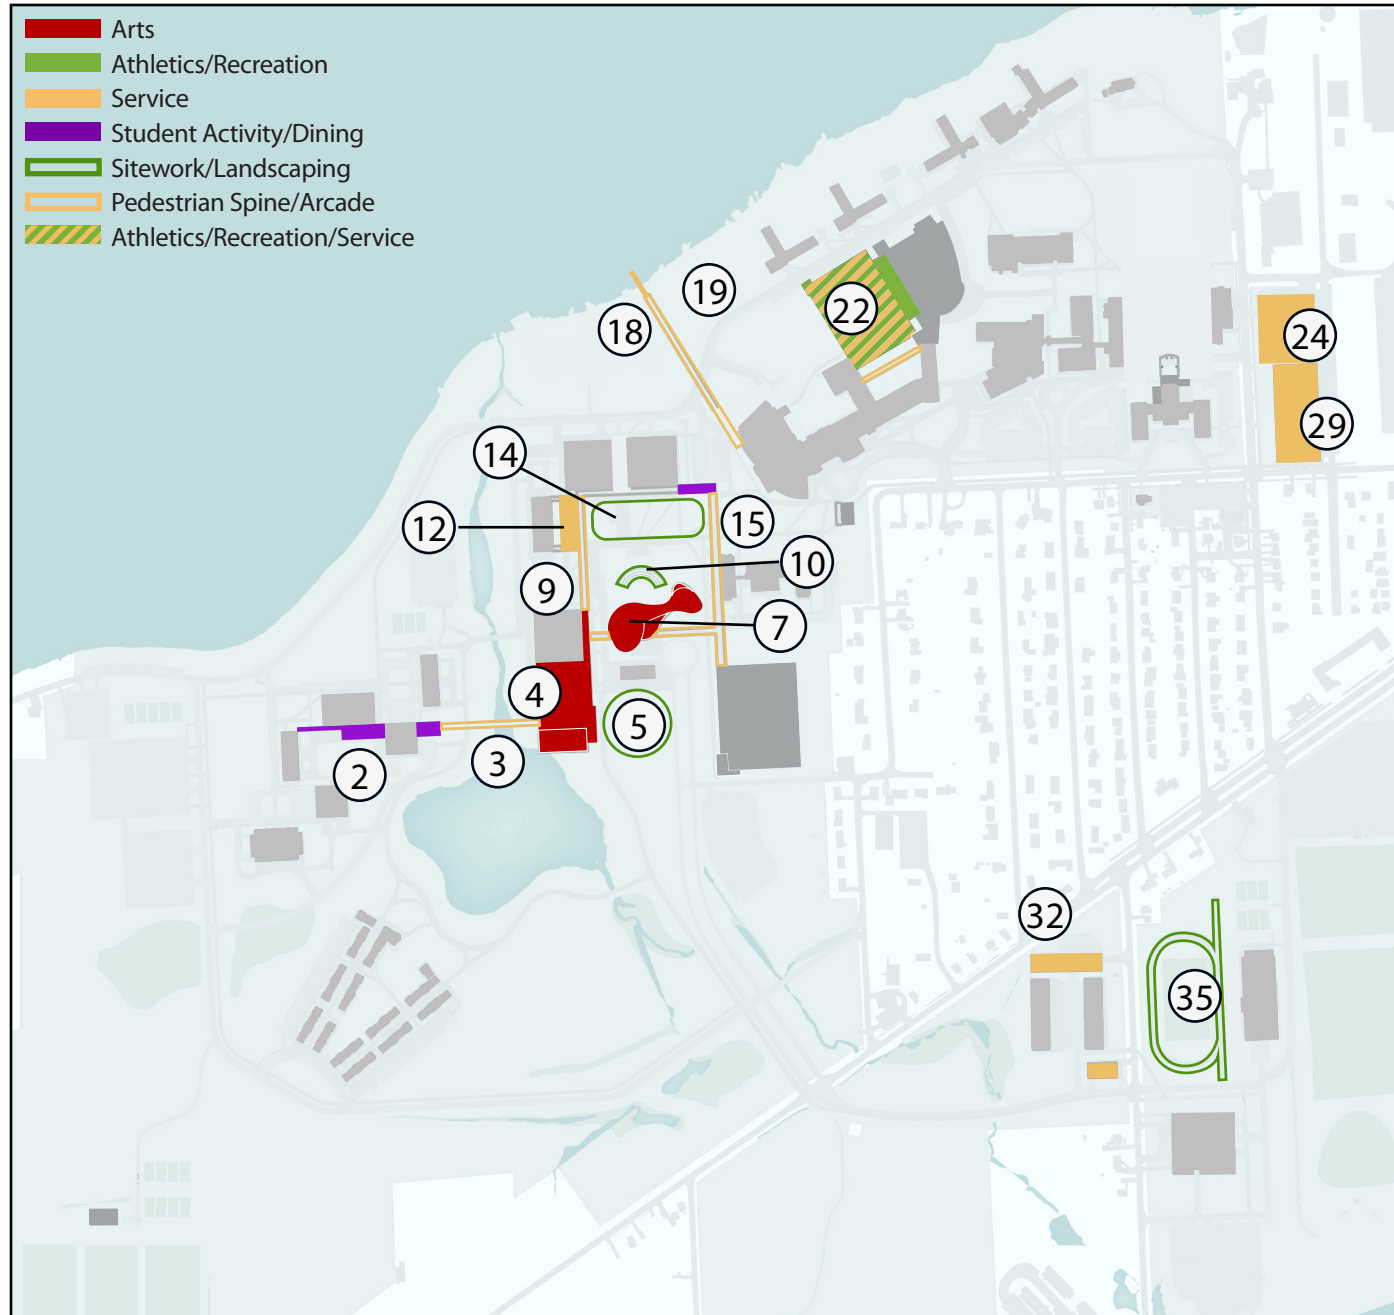 Arts
Athletics/Recreation
Service
Student Activity/Dining
Sitework/Landscaping
Pedestrian Spine/Arcade
Athletics/Recreation/Service
19
18
22
24
29
14
15
12
10
9
7
4
5
3
2
32
35